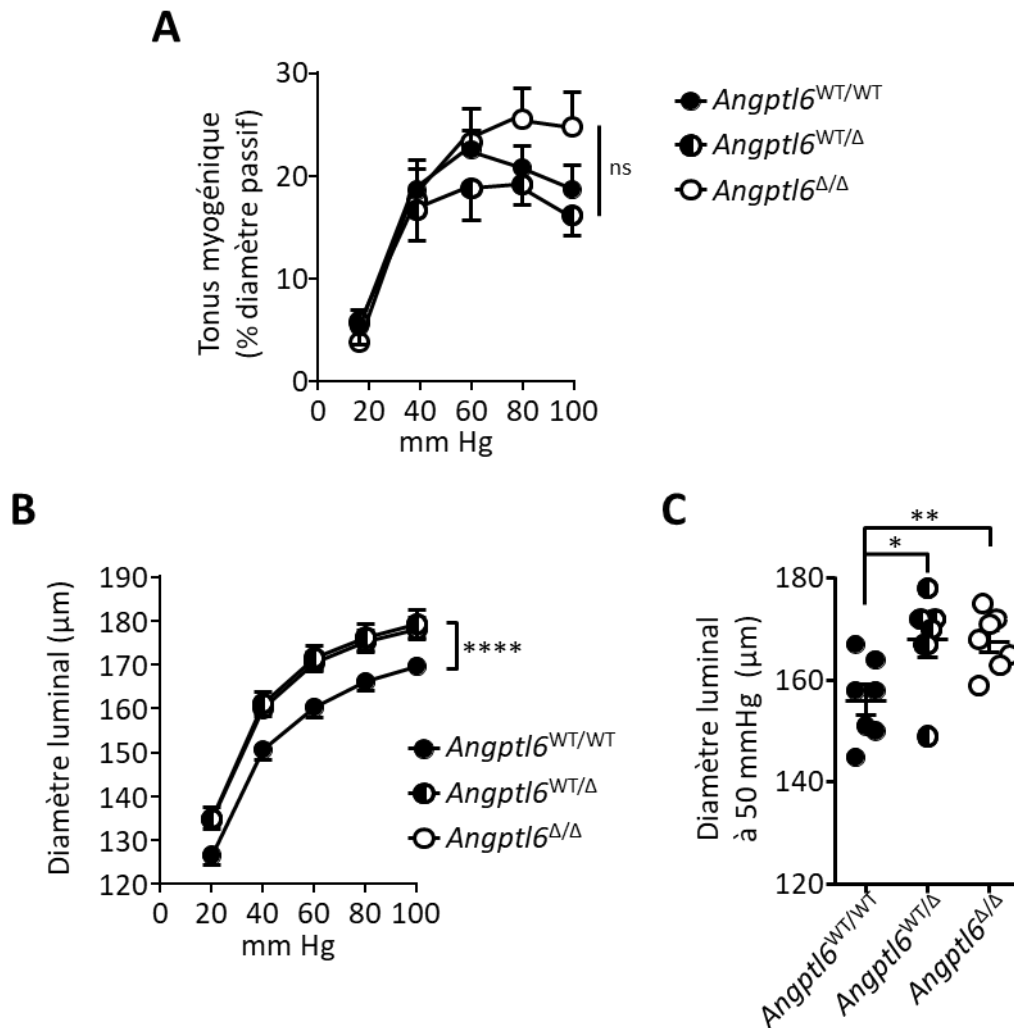 A
Tonus myogénique
(% diamètre passif)
30
20
10
0
0 20 40 60 80 100
mm Hg
ns
Angptl6WT/WT
Angptl6WT/Δ
Angptl6Δ/Δ
B
Diamètre luminal (μm)
190
180
170
160
150
140
130
120
0 20 40 60 80 100
mm Hg
****
Angptl6WT/WT
Angptl6WT/Δ
Angptl6Δ/Δ
C
Diamètre luminal
à 50 mmHg (μm)
180
160
140
120
**
*
Angptl6WT/WT
Angptl6WT/Δ
Angptl6Δ/Δ